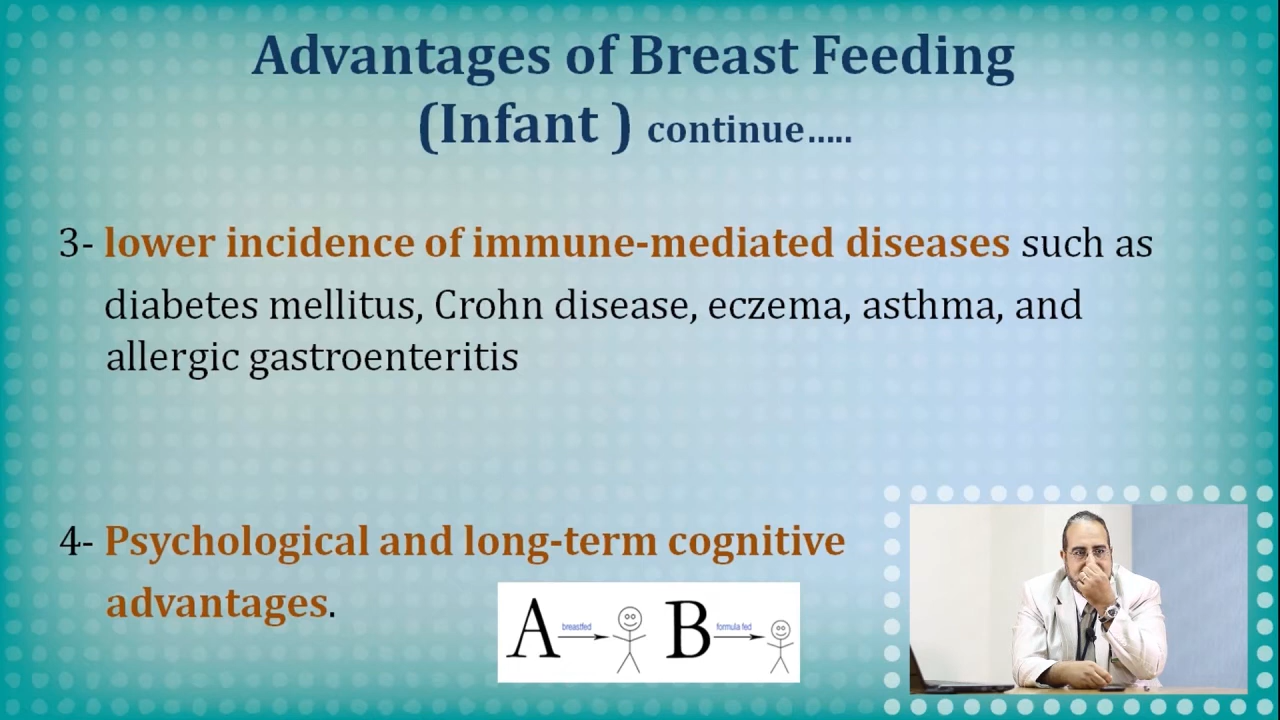 Advantages of Breast Feeding
(Infant ) continue.....
3- lower incidence of immune-mediated diseases such as
diabetes mellitus, Crohn disease, eczema, asthma, and
allergic gastroenteritis
4- Psychological and long-term cognitive
advantages.
A breastfed B formula fed